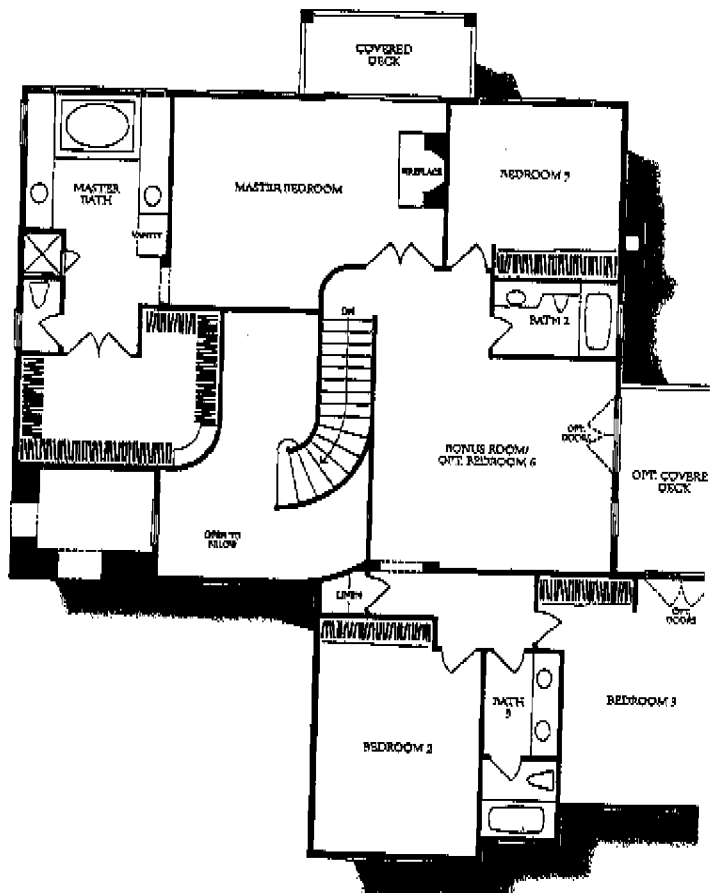 COVERED
DECK
MASTER BEDROOM
FIREPLACE
BEDROOM 5
MASTER
BATH
VANITY
DN
BATH 2
OPT.
DOORS
BONUS ROOM/
OPT. BEDROOM 6
OPT. COVERE
DECK
OPEN TO
BELOW
LINEN
OPT.
DOORS
BATH
3
BEDROOM 3
BEDROOM 2